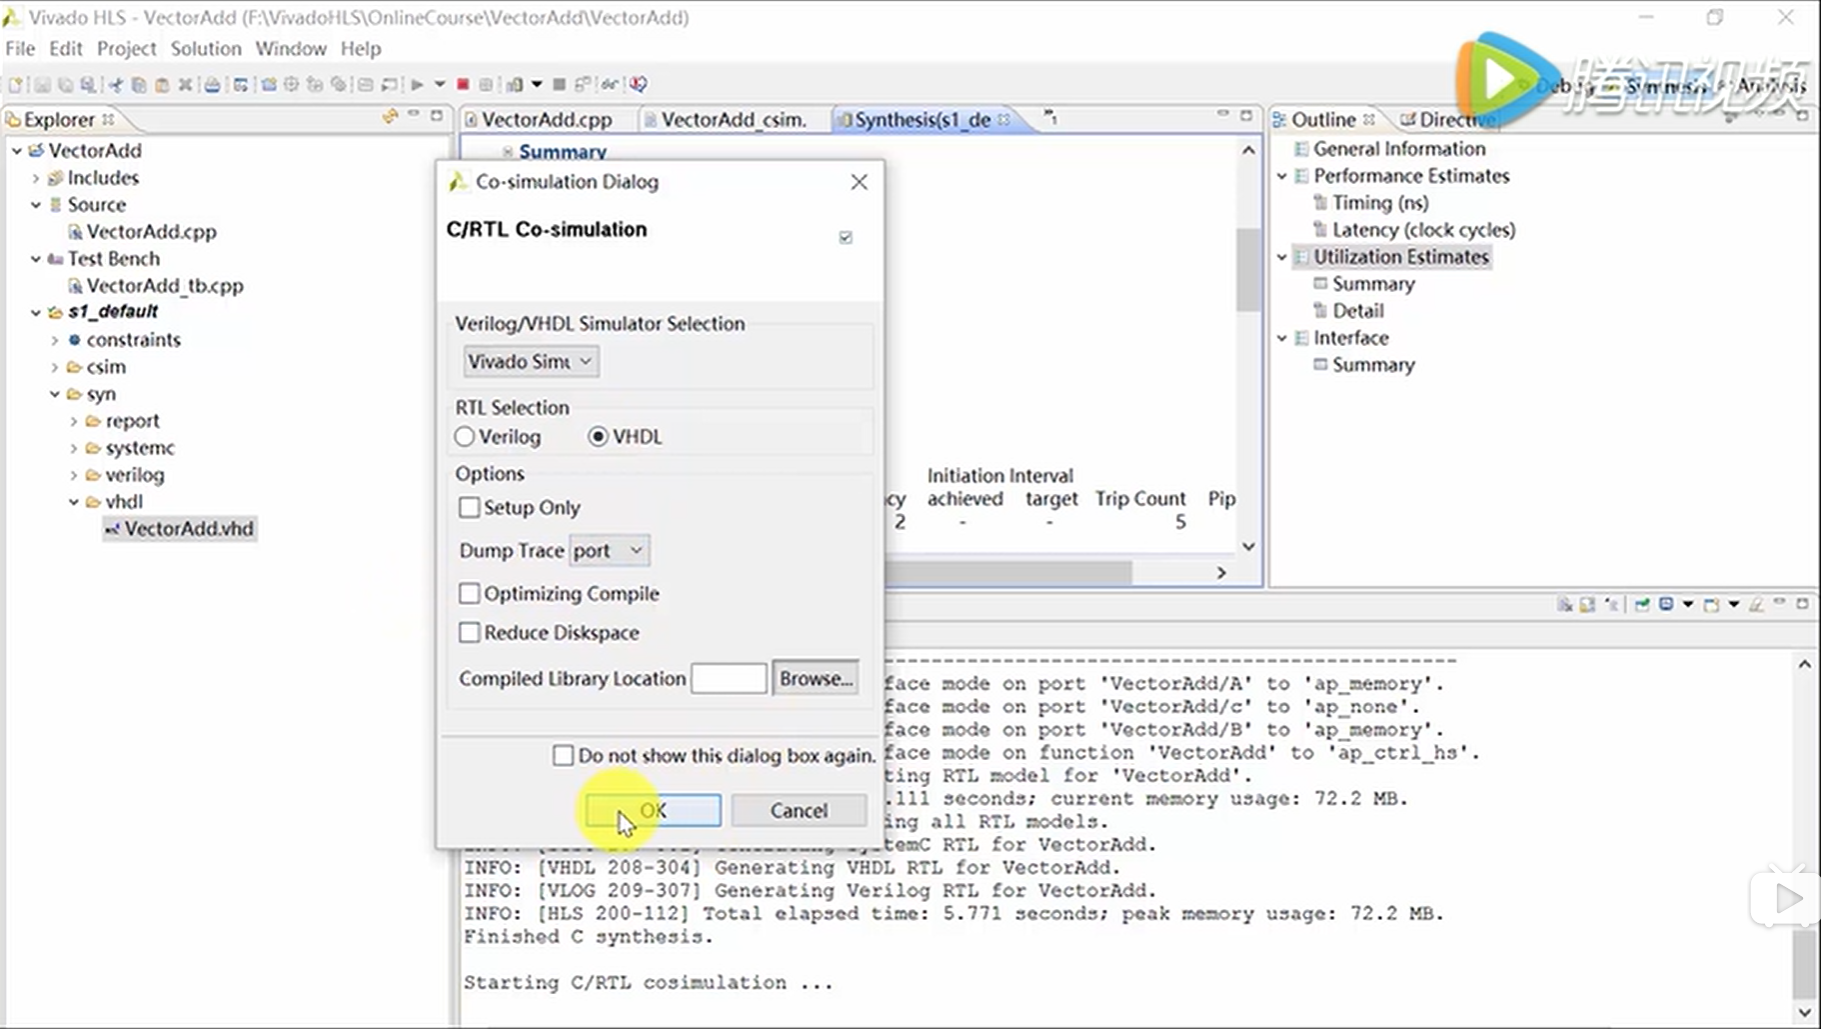 Vivado HLS - VectorAdd (F:\VivadoHLS\OnlineCourse\VectorAdd\VectorAdd)
File Edit Project Solution Window Help
腾讯视频
Debug Synthesis Analysis
Explorer
VectorAdd
Includes
Source
VectorAdd.cpp
Test Bench
VectorAdd_tb.cpp
s1_default
constraints
csim
syn
report
systemc
verilog
vhdl
VectorAdd.vhd
VectorAdd.cpp VectorAdd_csim. Synthesis(s1_de 1
Summary
Co-simulation Dialog
C/RTL Co-simulation
Verilog/VHDL Simulator Selection
Vivado Simu
RTL Selection
Verilog VHDL
Options
Setup Only
Dump Trace port
Optimizing Compile
Reduce Diskspace
Compiled Library Location Browse...
Do not show this dialog box again.
OK Cancel
Initiation Interval
cy achieved target Trip Count Pip
2 - - 5
Outline Directive
General Information
Performance Estimates
Timing (ns)
Latency (clock cycles)
Utilization Estimates
Summary
Detail
Interface
Summary
face mode on port 'VectorAdd/A' to 'ap_memory'.
face mode on port 'VectorAdd/c' to 'ap_none'.
face mode on port 'VectorAdd/B' to 'ap_memory'.
face mode on function 'VectorAdd' to 'ap_ctrl_hs'.
ting RTL model for 'VectorAdd'.
.111 seconds; current memory usage: 72.2 MB.
ing all RTL models.
SystemC RTL for VectorAdd.
INFO: [VHDL 208-304] Generating VHDL RTL for VectorAdd.
INFO: [VLOG 209-307] Generating Verilog RTL for VectorAdd.
INFO: [HLS 200-112] Total elapsed time: 5.771 seconds; peak memory usage: 72.2 MB.
Finished C synthesis.
Starting C/RTL cosimulation ...